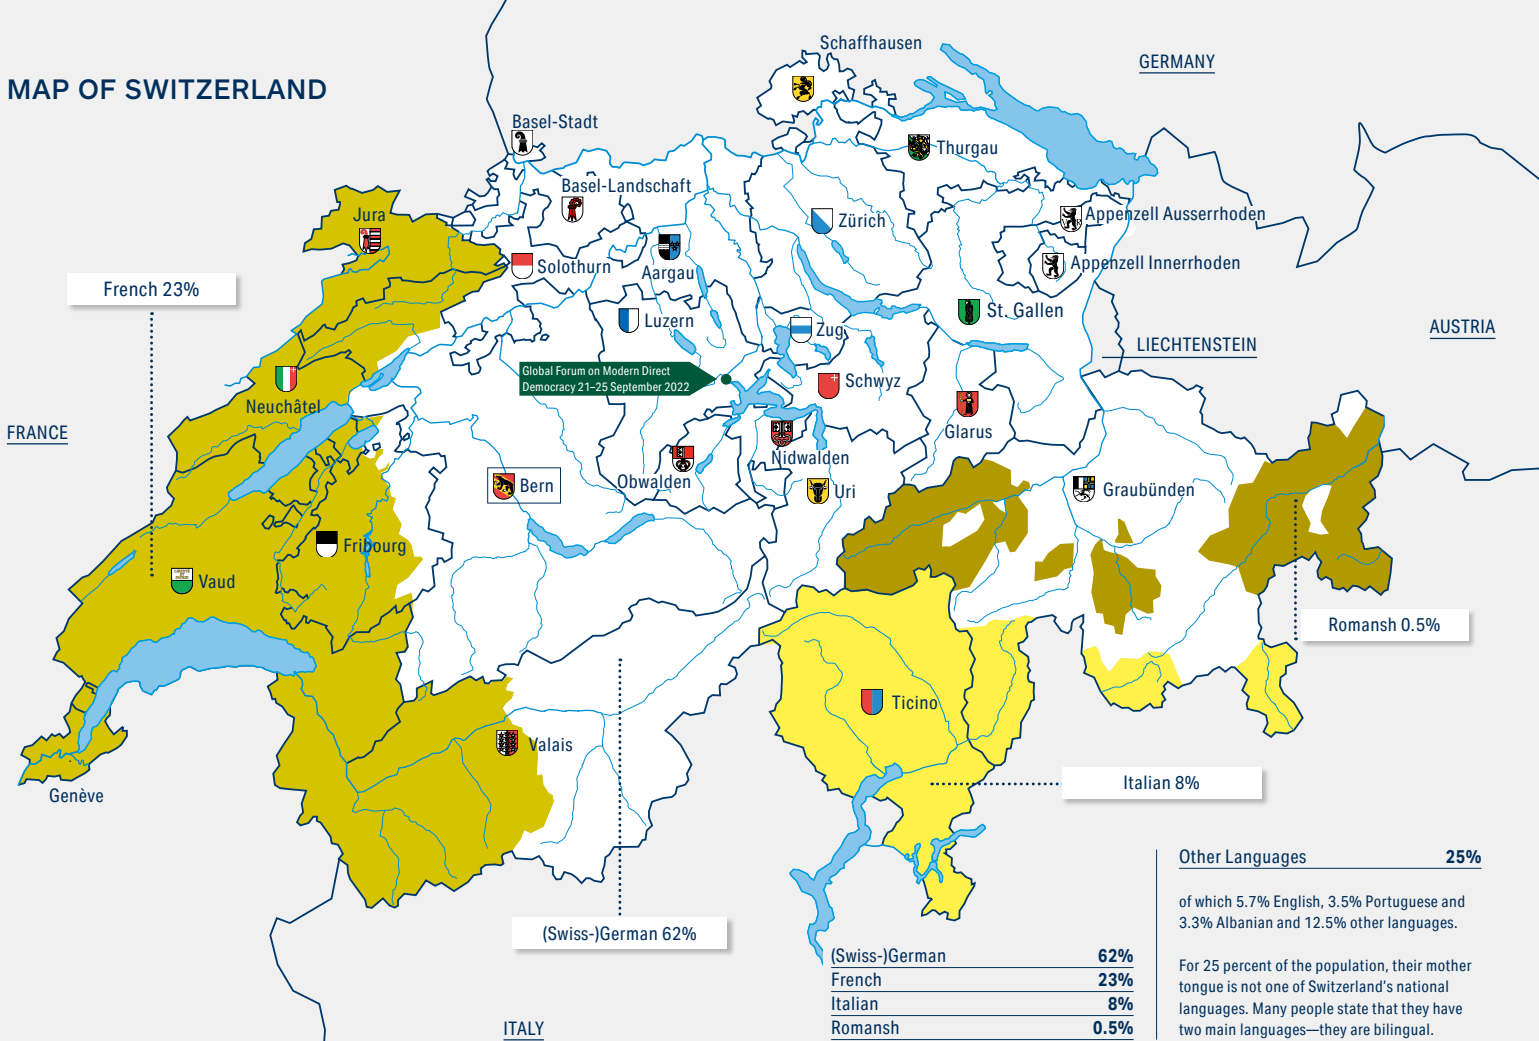 MAP OF SWITZERLAND
Schaffhausen
GERMANY
Basel-Stadt
Thurgau
Basel-Landschaft
Jura
Zürich
Appenzell Ausserrhoden
Solothurn
Aargau
Appenzell Innerrhoden
French 23%
Luzern
Zug
St. Gallen
AUSTRIA
LIECHTENSTEIN
Global Forum on Modern Direct
Democracy 21–25 September 2022
Schwyz
Neuchâtel
FRANCE
Glarus
Nidwalden
Obwalden
Bern
Uri
Graubünden
Fribourg
Vaud
Romansh 0.5%
Ticino
Valais
Genève
Italian 8%
(Swiss-)German 62%
ITALY
(Swiss-)German 62%
French 23%
Italian 8%
Romansh 0.5%
Other Languages 25%
of which 5.7% English, 3.5% Portuguese and
3.3% Albanian and 12.5% other languages.
For 25 percent of the population, their mother
tongue is not one of Switzerland's national
languages. Many people state that they have
two main languages—they are bilingual.